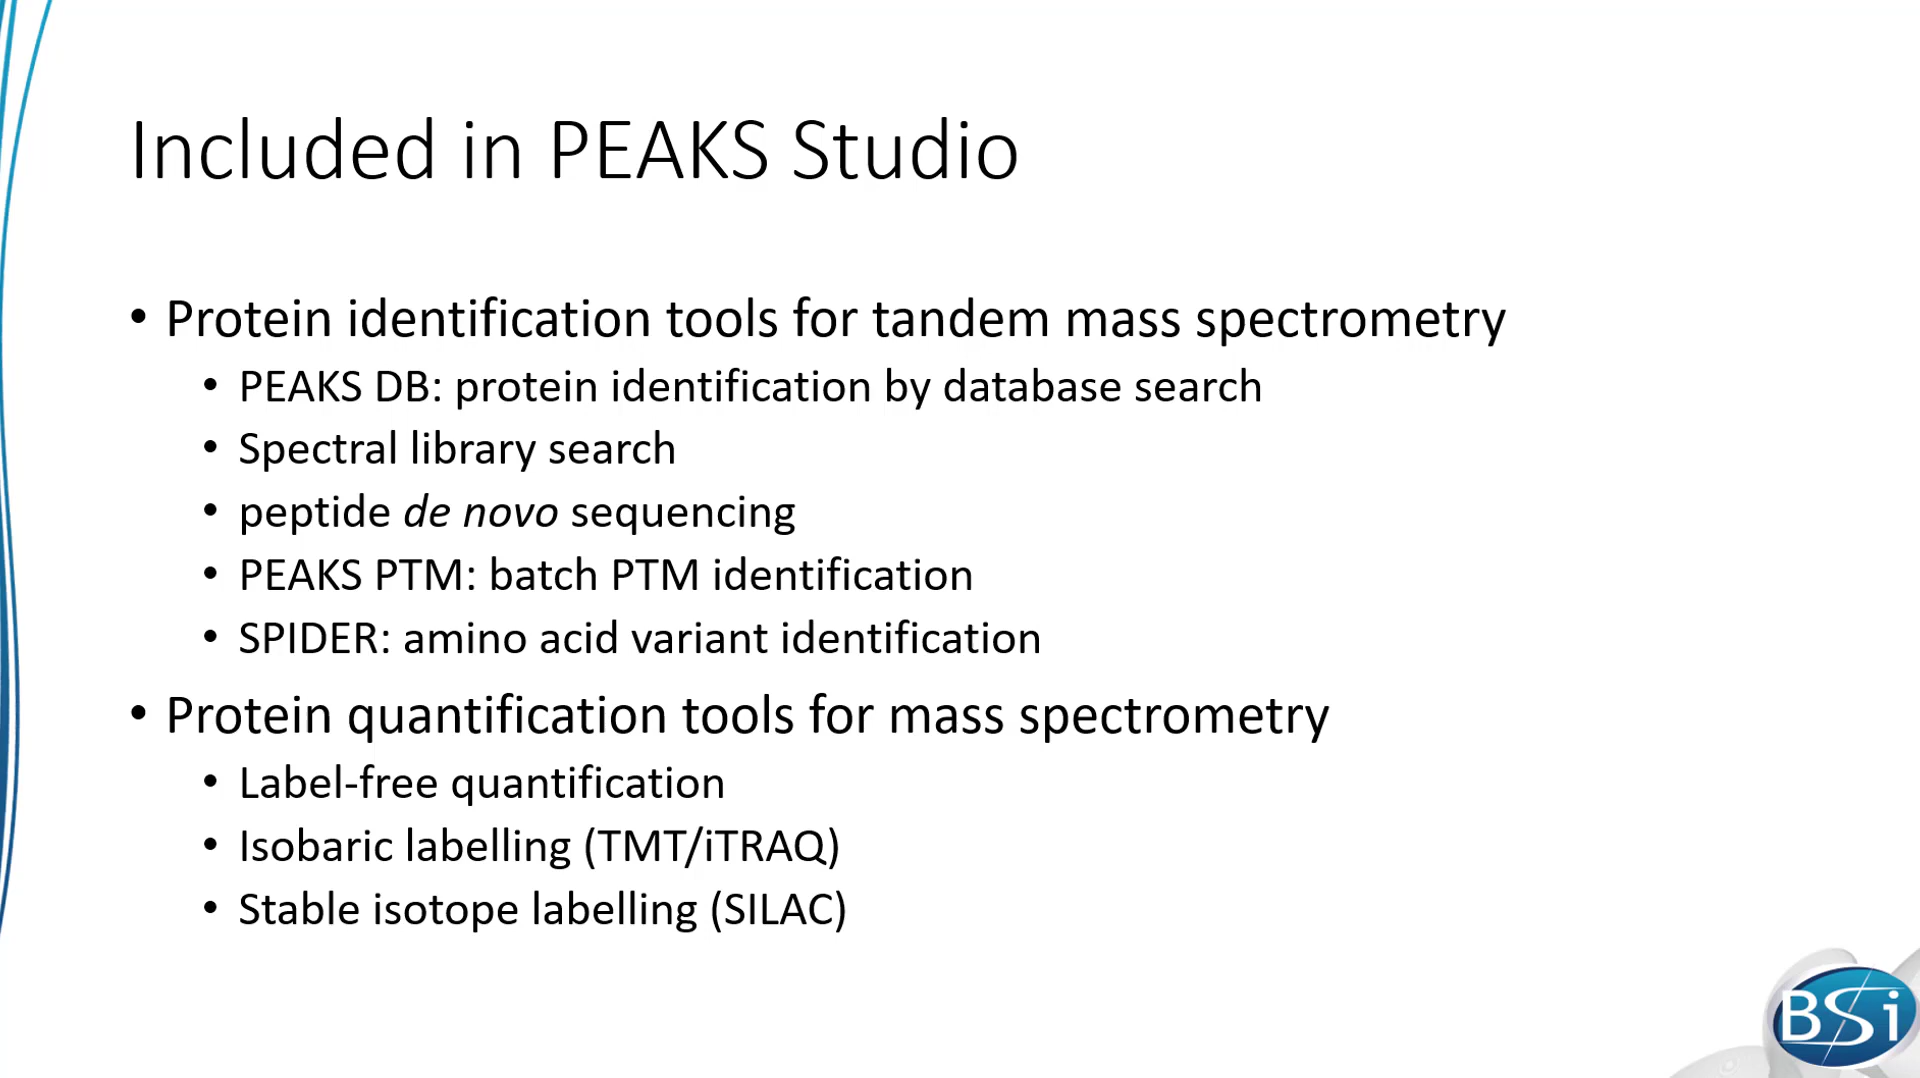 Included in PEAKS Studio
• Protein identification tools for tandem mass spectrometry
• PEAKS DB: protein identification by database search
• Spectral library search
• peptide de novo sequencing
• PEAKS PTM: batch PTM identification
• SPIDER: amino acid variant identification
• Protein quantification tools for mass spectrometry
• Label-free quantification
• Isobaric labelling (TMT/iTRAQ)
• Stable isotope labelling (SILAC)
BSi